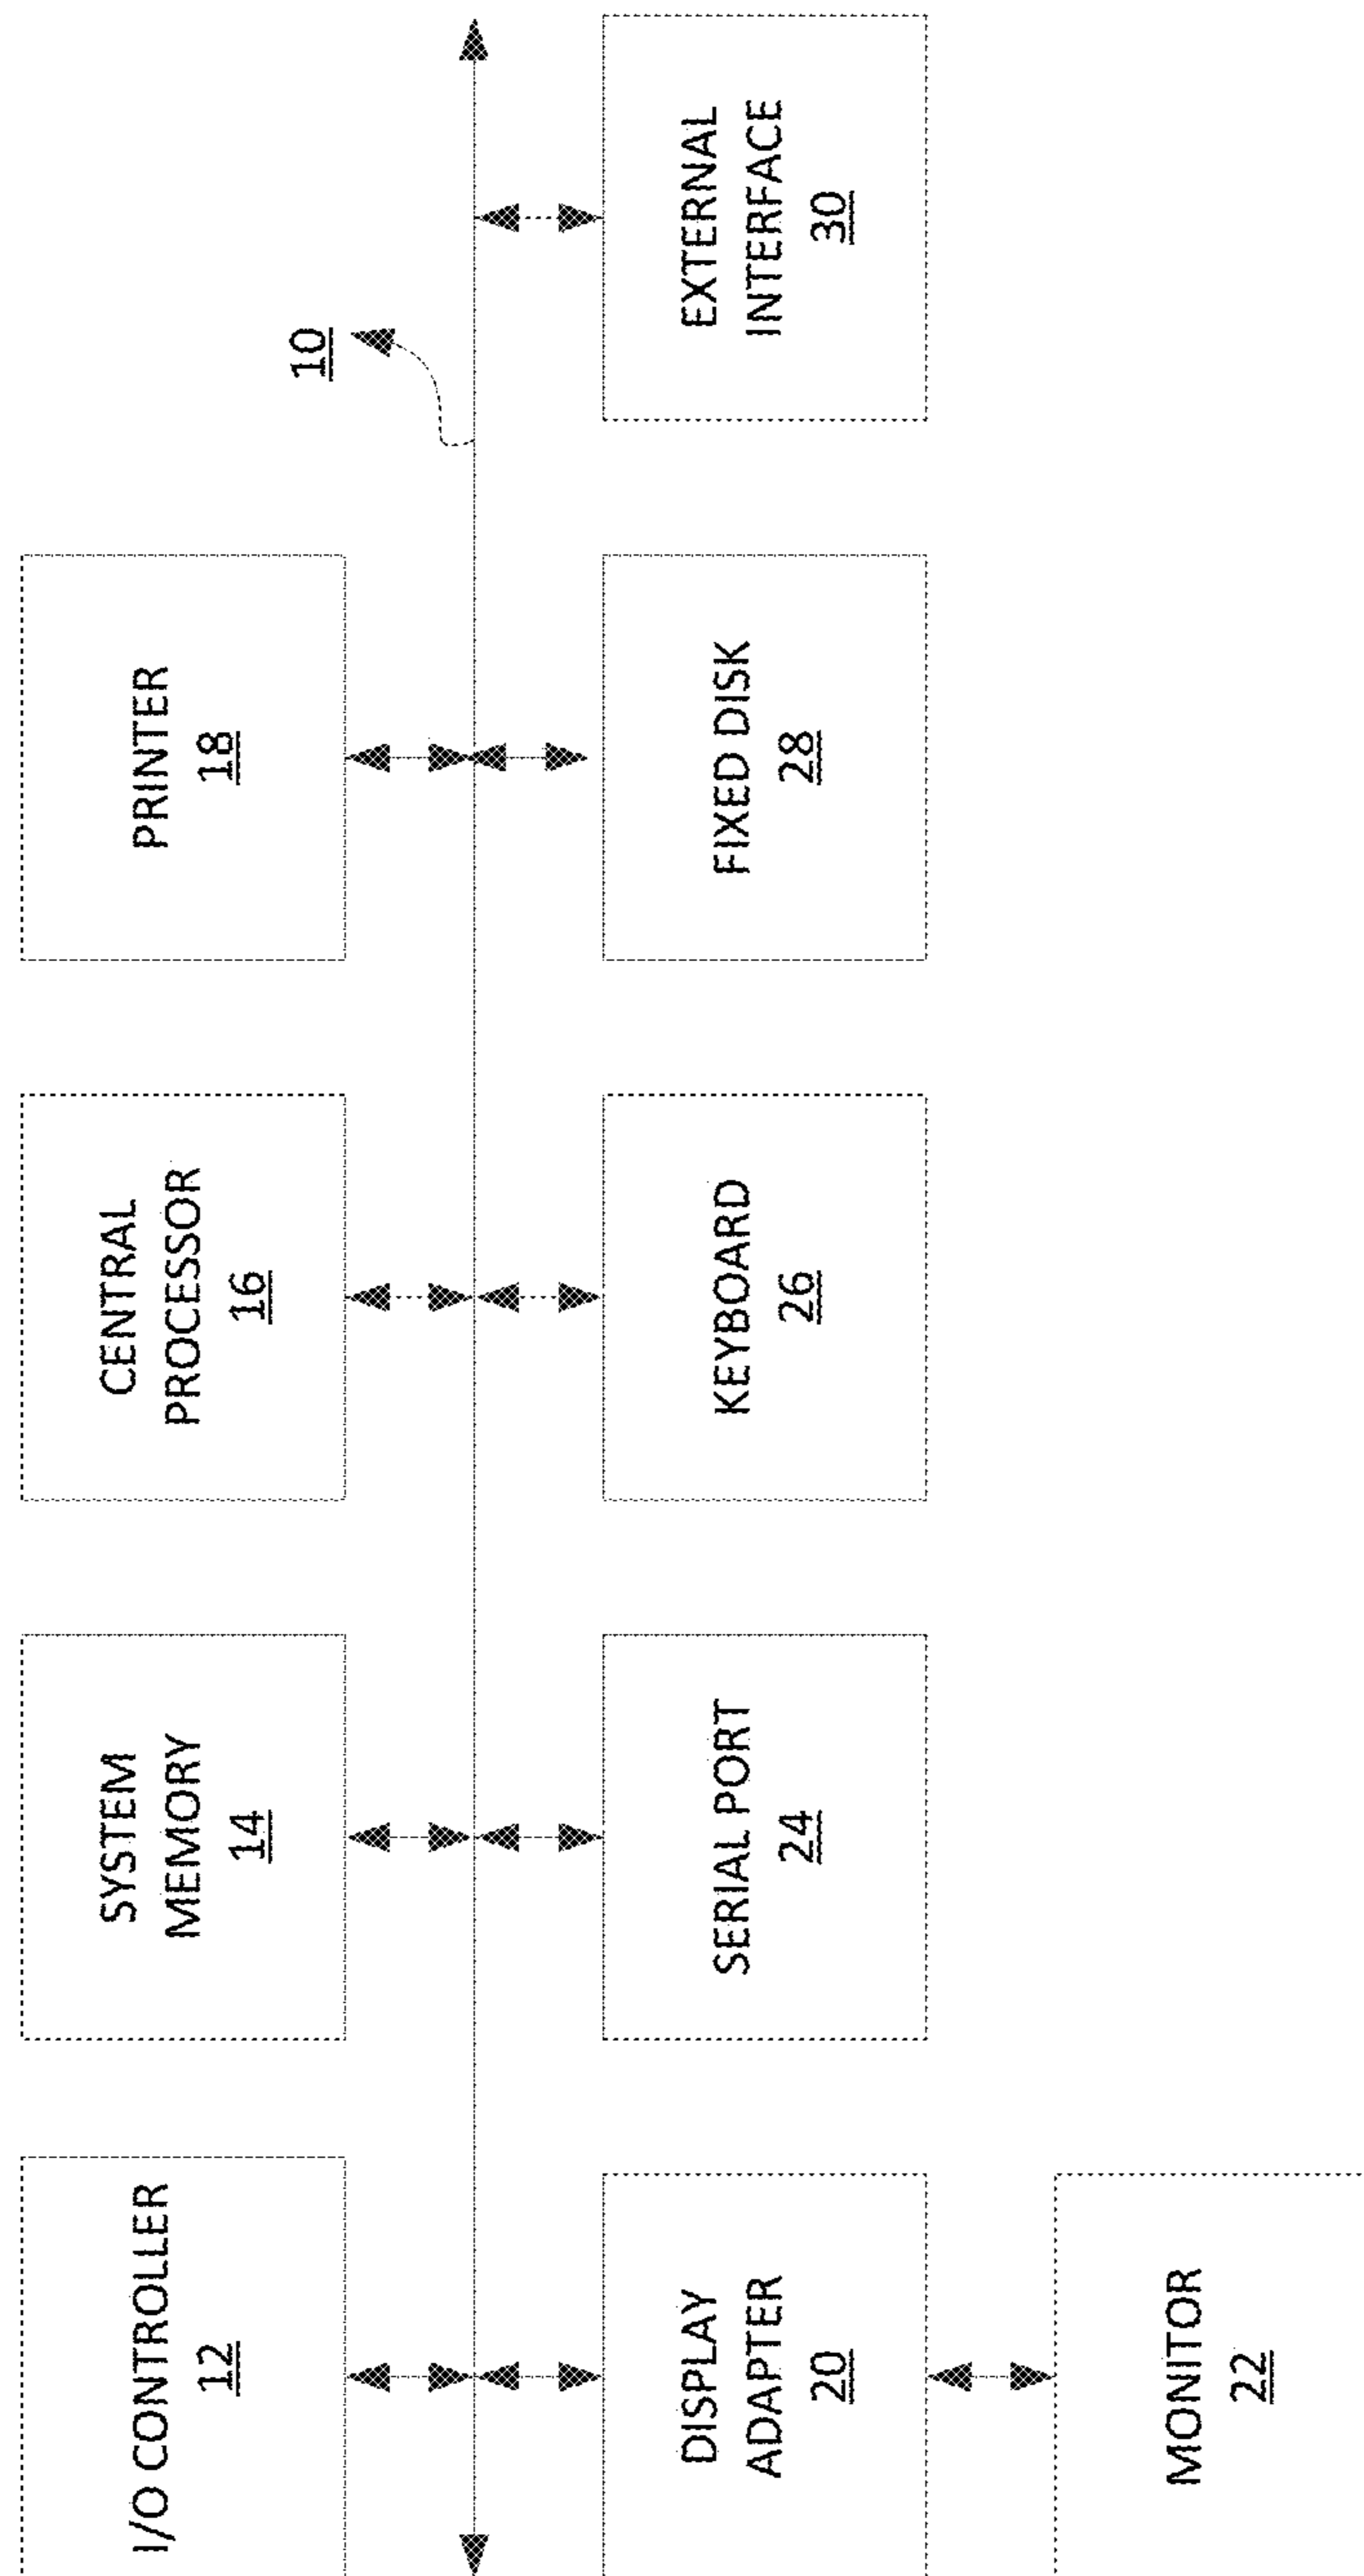 I/O CONTROLLER
12
SYSTEM
MEMORY
14
CENTRAL
PROCESSOR
16
PRINTER
18
10
DISPLAY
ADAPTER
20
SERIAL PORT
24
KEYBOARD
26
FIXED DISK
28
EXTERNAL
INTERFACE
30
MONITOR
22